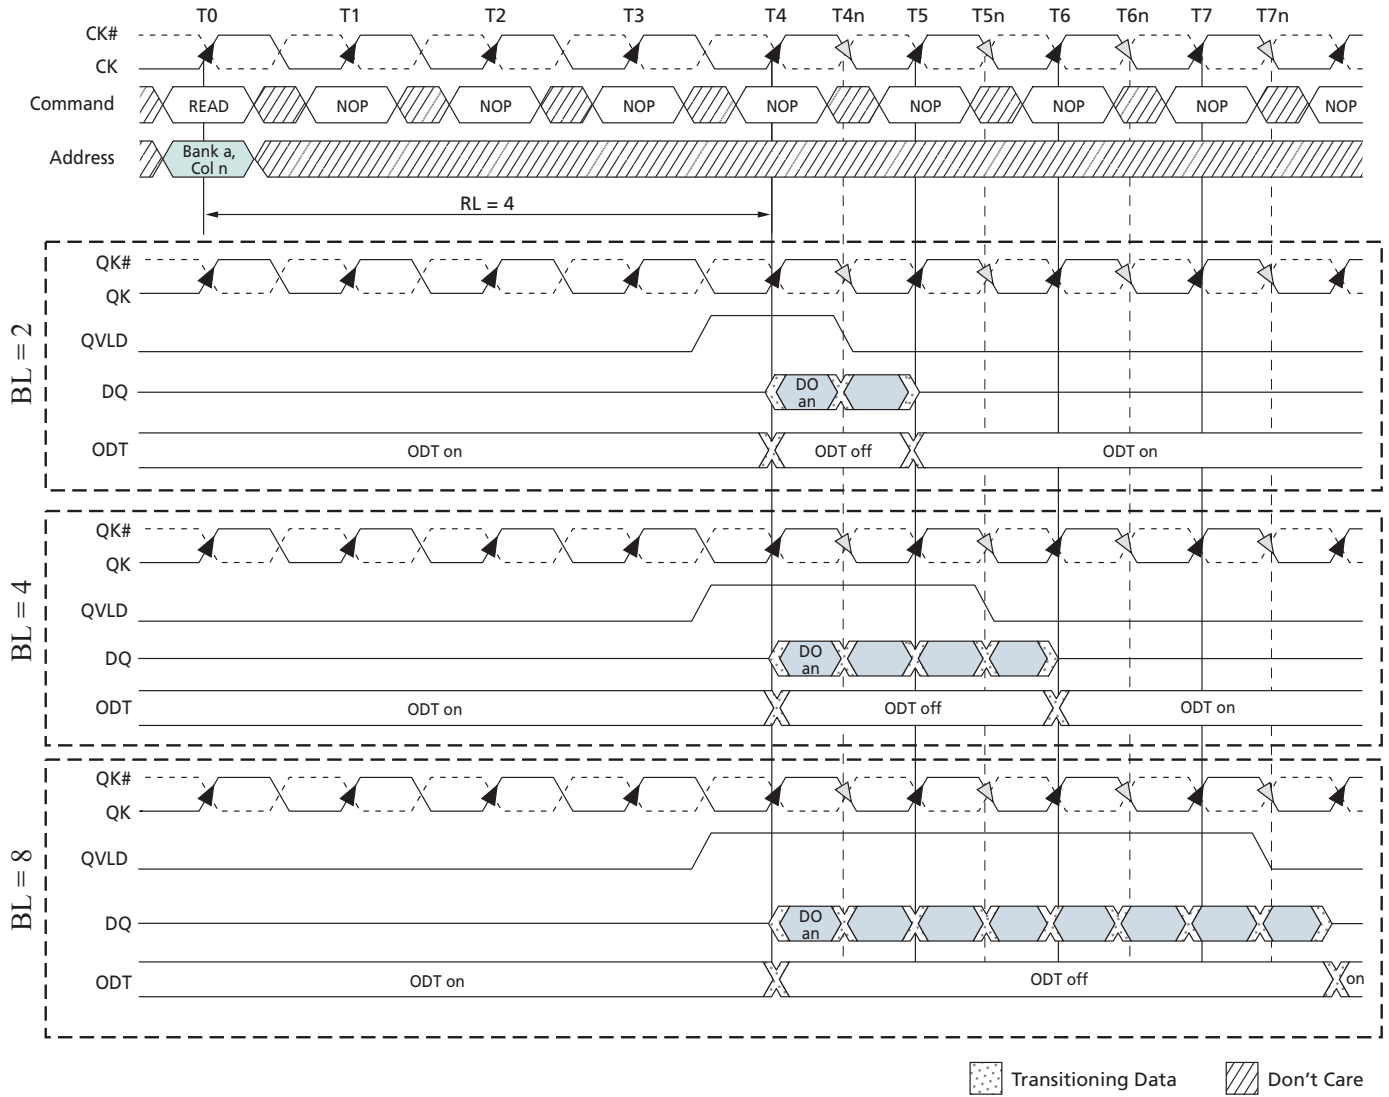 T0 T1 T2 T3 T4 T4n T5 T5n T6 T6n T7 T7n
CK#
CK
Command READ NOP NOP NOP NOP NOP NOP NOP NOP
Address Bank a,
Col n
RL = 4
BL = 2
QK#
QK
QVLD
DQ DO
an
ODT ODT on ODT off ODT on
BL = 4
QK#
QK
QVLD
DQ DO
an
ODT ODT on ODT off ODT on
BL = 8
QK#
QK
QVLD
DQ DO
an
ODT ODT on ODT off on
Transitioning Data Don't Care